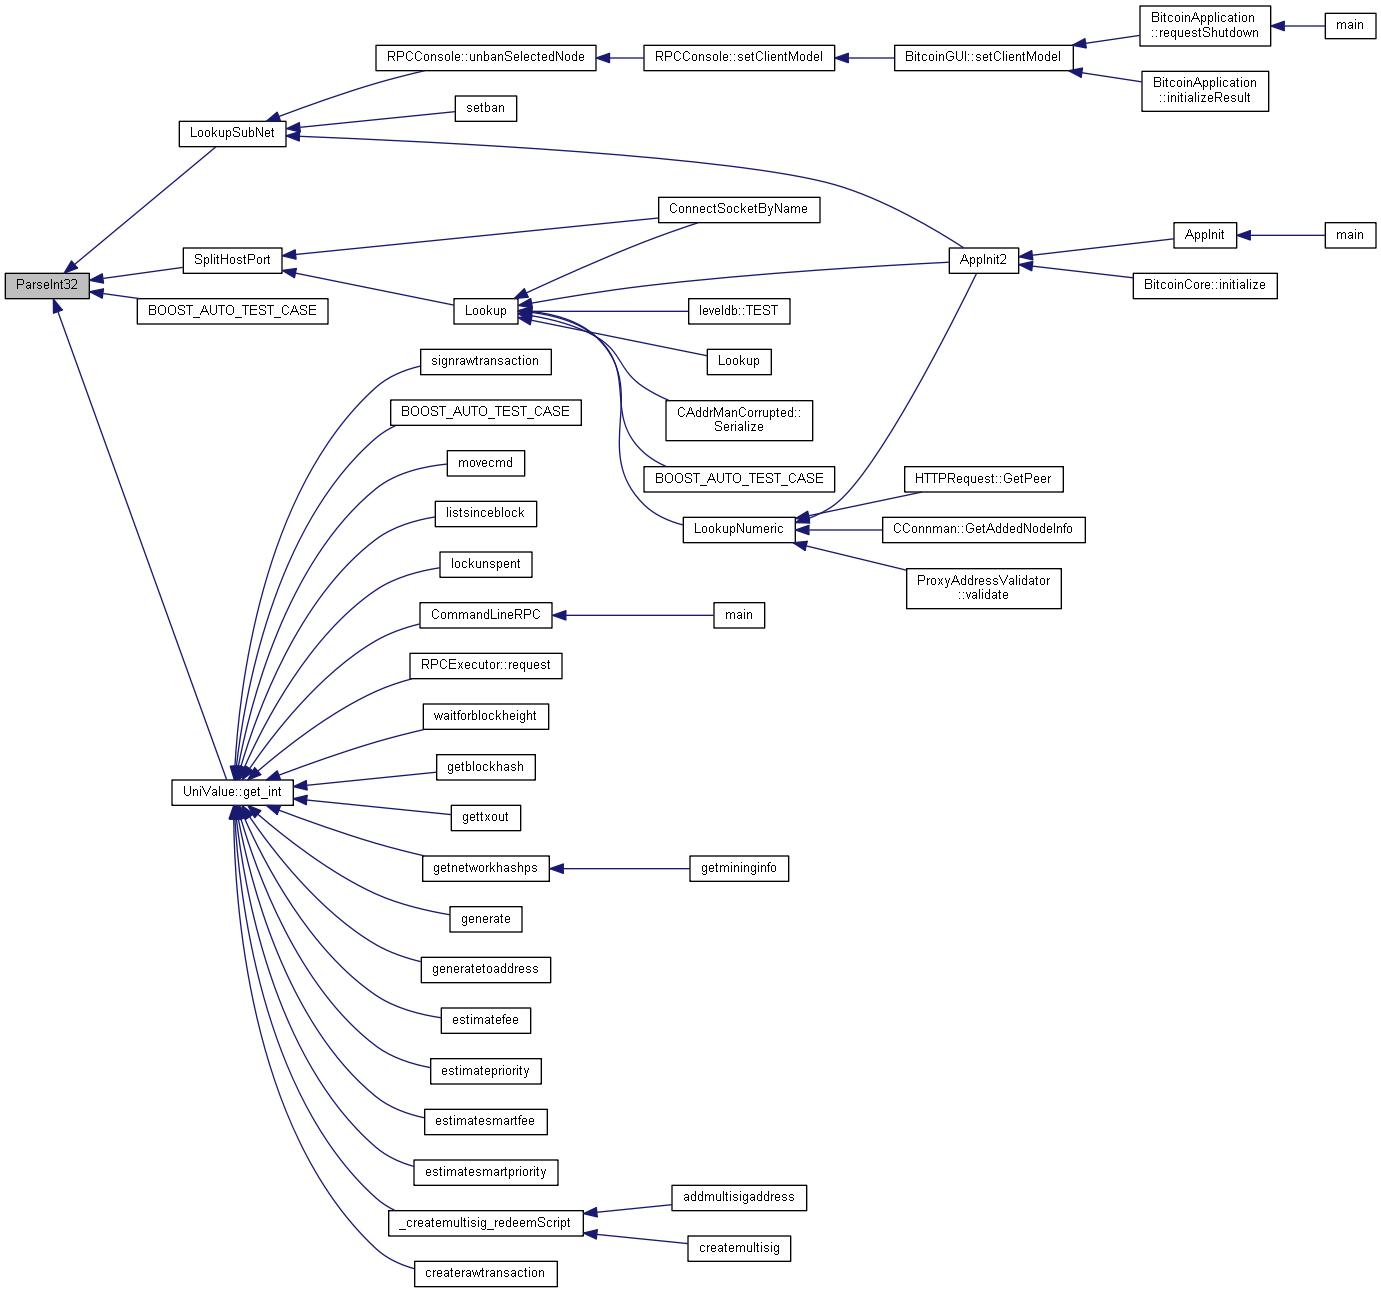 BitcoinApplication
::requestShutdown
main
RPCConsole::unbanSelectedNode
RPCConsole::setClientModel
BitcoinGUI::setClientModel
BitcoinApplication
::initializeResult
setban
LookupSubNet
ConnectSocketByName
AppInit
main
SplitHostPort
AppInit2
ParseInt32
BitcoinCore::initialize
BOOST_AUTO_TEST_CASE
Lookup
leveldb::TEST
signrawtransaction
Lookup
BOOST_AUTO_TEST_CASE
CAddrManCorrupted::
Serialize
movecmd
BOOST_AUTO_TEST_CASE
HTTPRequest::GetPeer
listsinceblock
LookupNumeric
CConnman::GetAddedNodeInfo
lockunspent
ProxyAddressValidator
::validate
CommandLineRPC
main
RPCExecutor::request
waitforblockheight
getblockhash
UniValue::get_int
gettxout
getnetworkhashps
getmininginfo
generate
generatetoaddress
estimatefee
estimatepriority
estimatesmartfee
estimatesmartpriority
addmultisigaddress
_createmultisig_redeemScript
createmultisig
createrawtransaction